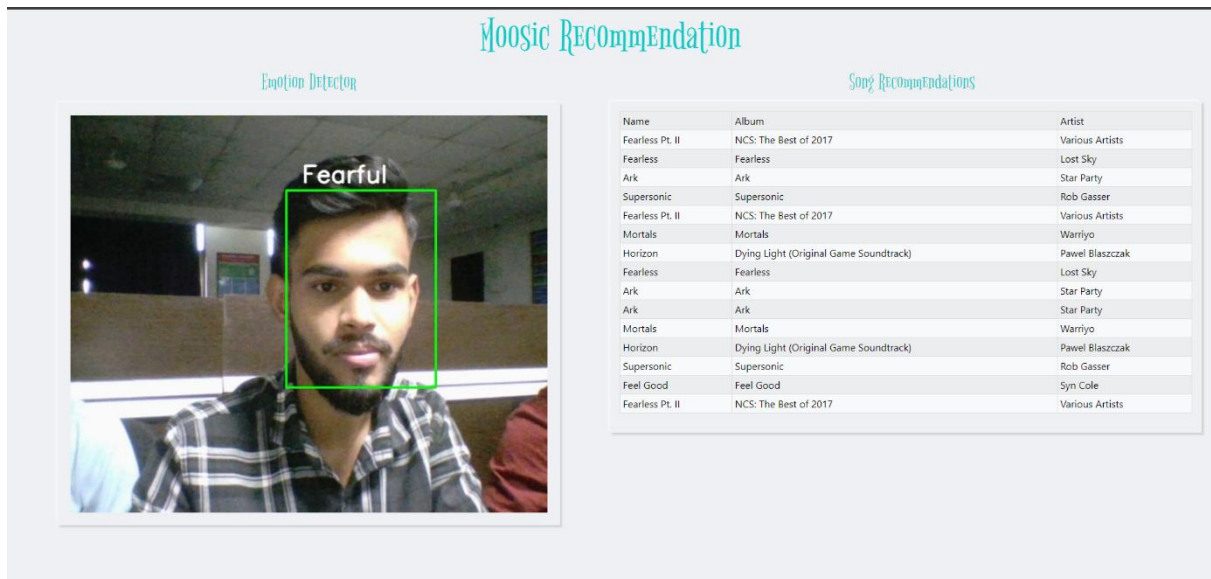 Moosic Recommendation
Emotion Detector
Fearful
Song Recommendations
Name Album Artist
Fearless Pt. II NCS: The Best of 2017 Various Artists
Fearless Fearless Lost Sky
Ark Ark Star Party
Supersonic Supersonic Rob Gasser
Fearless Pt. II NCS: The Best of 2017 Various Artists
Mortals Mortals Warriyo
Horizon Dying Light (Original Game Soundtrack) Pawel Blaszczak
Fearless Fearless Lost Sky
Ark Ark Star Party
Ark Ark Star Party
Mortals Mortals Warriyo
Horizon Dying Light (Original Game Soundtrack) Pawel Blaszczak
Supersonic Supersonic Rob Gasser
Feel Good Feel Good Syn Cole
Fearless Pt. II NCS: The Best of 2017 Various Artists